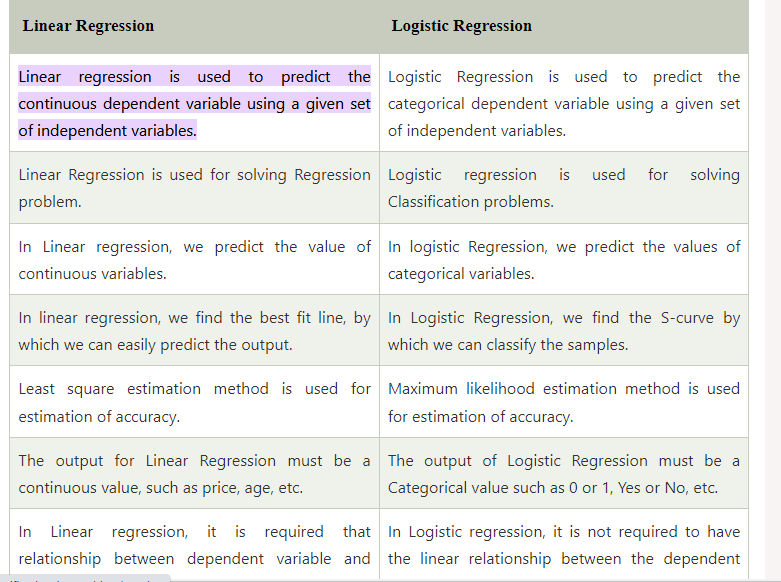 Linear Regression
Logistic Regression
Linear regression is used to predict the
continuous dependent variable using a given set
of independent variables.
Logistic Regression is used to predict the
categorical dependent variable using a given set
of independent variables.
Linear Regression is used for solving Regression
problem.
Logistic regression is used for solving
Classification problems.
In Linear regression, we predict the value of
continuous variables.
In logistic Regression, we predict the values of
categorical variables.
In linear regression, we find the best fit line, by
which we can easily predict the output.
In Logistic Regression, we find the S-curve by
which we can classify the samples.
Least square estimation method is used for
estimation of accuracy.
Maximum likelihood estimation method is used
for estimation of accuracy.
The output for Linear Regression must be a
continuous value, such as price, age, etc.
The output of Logistic Regression must be a
Categorical value such as 0 or 1, Yes or No, etc.
In Linear regression, it is required that
relationship between dependent variable and
In Logistic regression, it is not required to have
the linear relationship between the dependent